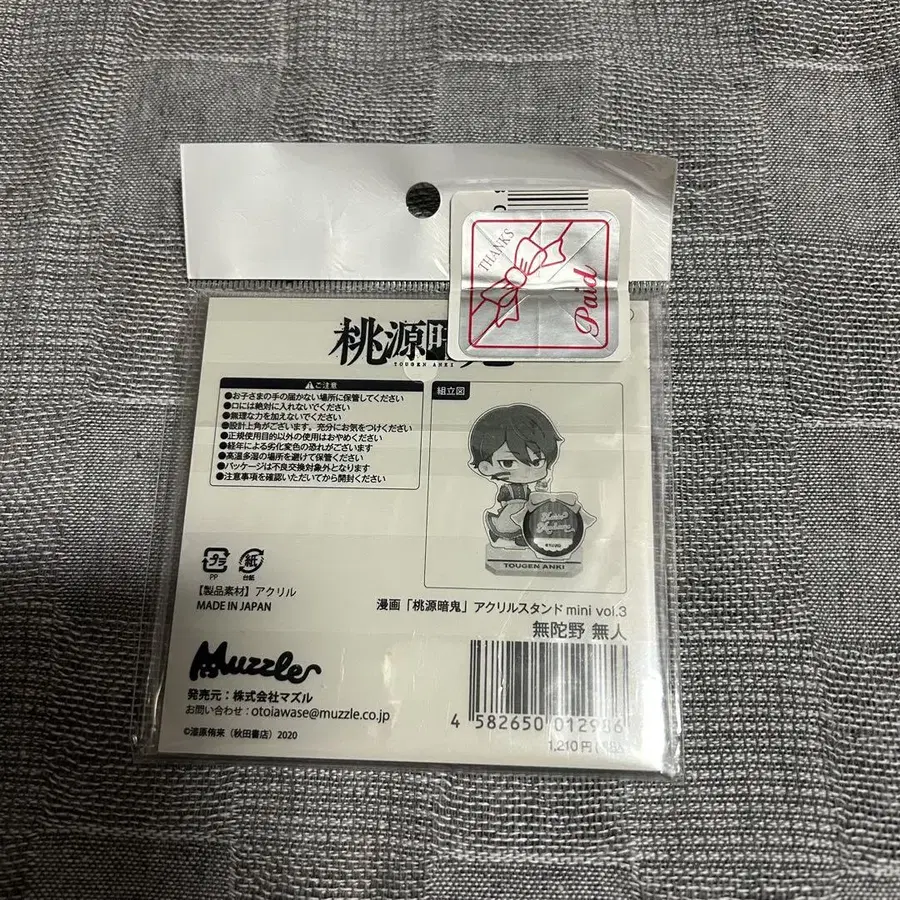 THANKS
Paid
桃源暗鬼
TOUGEN ANKI
ご注意
●お子さまの手の届かない場所に保管してください
●口には絶対に入れないでください
●無理な力を加えないでください
●設計上角がございます。充分にお気をつけください
●正規使用目的以外の使用はおやめください
●経年による劣化変色の恐れがございます
●高温多湿の場所を避けて保管ください
●パッケージは不良交換対象外となります
●注意事項を確認いただいてから開封ください
組立図
TOUGEN ANKI
プラ
PP
紙
台紙
【製品素材】アクリル
MADE IN JAPAN
漫画「桃源暗鬼」アクリルスタンド mini vol.3
無陀野 無人
Muzzle
発売元：株式会社マズル
お問い合わせ：otoiawase@muzzle.co.jp
©漆原侑来（秋田書店）2020
4 582650 012986
1,210円